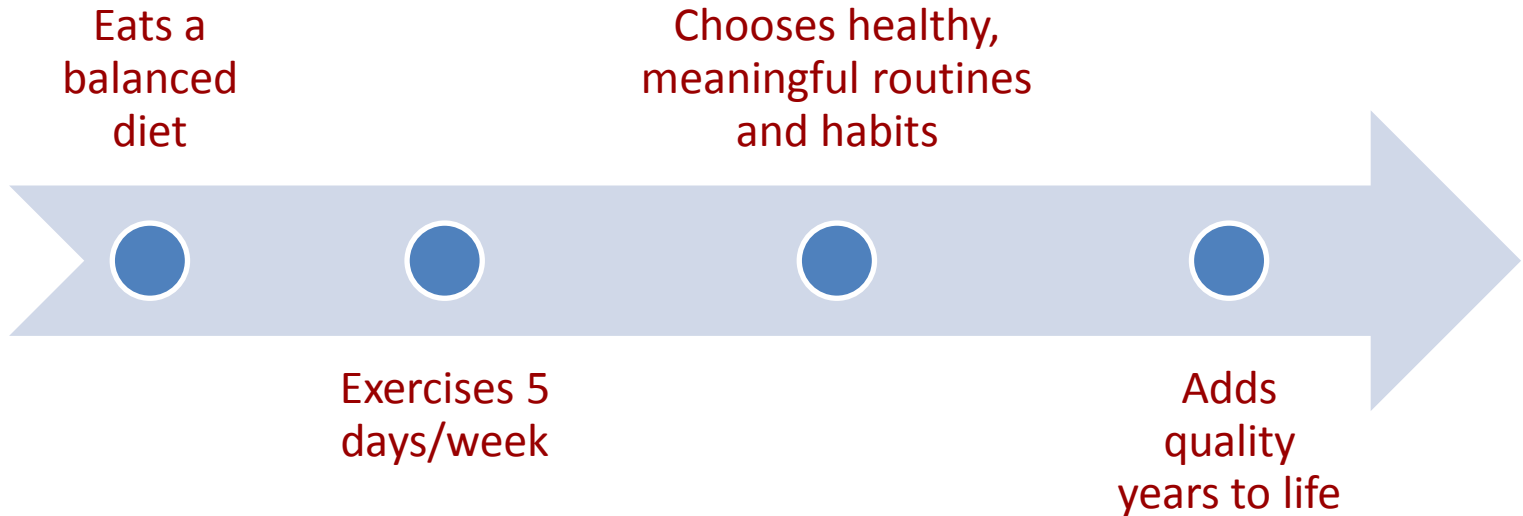 Eats a
balanced
diet
Exercises 5
days/week
Chooses healthy,
meaningful routines
and habits
Adds
quality
years to life